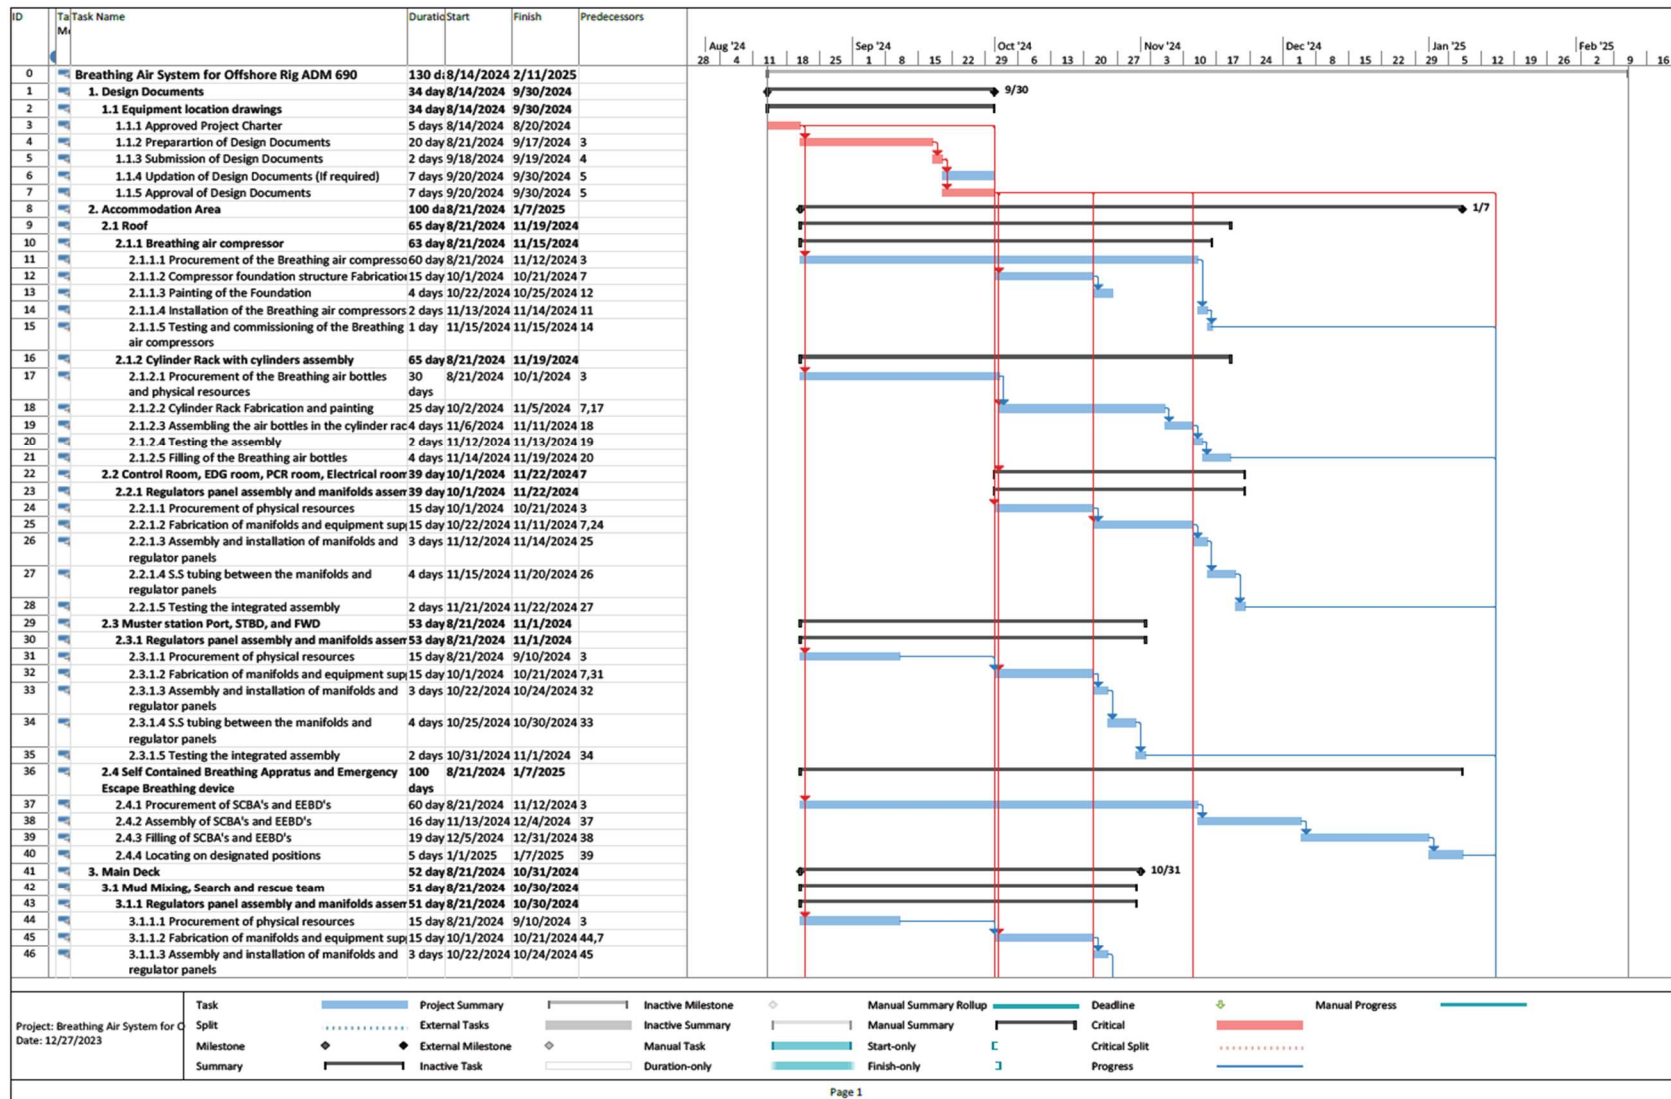 ID Ta Task Name Duratio Start Finish Predecessors
Mo
Aug '24 Sep '24 Oct '24 Nov '24 Dec '24 Jan '25 Feb '25
28 4 11 18 25 1 8 15 22 29 6 13 20 27 3 10 17 24 1 8 15 22 29 5 12 19 26 2 9 16
0 Breathing Air System for Offshore Rig ADM 690 130 da 8/14/2024 2/11/2025
1 1. Design Documents 34 day 8/14/2024 9/30/2024 9/30
2 1.1 Equipment location drawings 34 day 8/14/2024 9/30/2024
3 1.1.1 Approved Project Charter 5 days 8/14/2024 8/20/2024
4 1.1.2 Preparartion of Design Documents 20 day 8/21/2024 9/17/2024 3
5 1.1.3 Submission of Design Documents 2 days 9/18/2024 9/19/2024 4
6 1.1.4 Updation of Design Documents (If required) 7 days 9/20/2024 9/30/2024 5
7 1.1.5 Approval of Design Documents 7 days 9/20/2024 9/30/2024 5
8 2. Accommodation Area 100 da 8/21/2024 1/7/2025 1/7
9 2.1 Roof 65 day 8/21/2024 11/19/2024
10 2.1.1 Breathing air compressor 63 day 8/21/2024 11/15/2024
11 2.1.1.1 Procurement of the Breathing air compresso 60 day 8/21/2024 11/12/2024 3
12 2.1.1.2 Compressor foundation structure Fabrication 15 day 10/1/2024 10/21/2024 7
13 2.1.1.3 Painting of the Foundation 4 days 10/22/2024 10/25/2024 12
14 2.1.1.4 Installation of the Breathing air compressors 2 days 11/13/2024 11/14/2024 11
15 2.1.1.5 Testing and commissioning of the Breathing 1 day 11/15/2024 11/15/2024 14
air compressors
16 2.1.2 Cylinder Rack with cylinders assembly 65 day 8/21/2024 11/19/2024
17 2.1.2.1 Procurement of the Breathing air bottles 30 8/21/2024 10/1/2024 3
and physical resources days
18 2.1.2.2 Cylinder Rack Fabrication and painting 25 day 10/2/2024 11/5/2024 7,17
19 2.1.2.3 Assembling the air bottles in the cylinder rac 4 days 11/6/2024 11/11/2024 18
20 2.1.2.4 Testing the assembly 2 days 11/12/2024 11/13/2024 19
21 2.1.2.5 Filling of the Breathing air bottles 4 days 11/14/2024 11/19/2024 20
22 2.2 Control Room, EDG room, PCR room, Electrical room 39 day 10/1/2024 11/22/2024 7
23 2.2.1 Regulators panel assembly and manifolds assem 39 day 10/1/2024 11/22/2024
24 2.2.1.1 Procurement of physical resources 15 day 10/1/2024 10/21/2024 3
25 2.2.1.2 Fabrication of manifolds and equipment sup 15 day 10/22/2024 11/11/2024 7,24
26 2.2.1.3 Assembly and installation of manifolds and 3 days 11/12/2024 11/14/2024 25
regulator panels
27 2.2.1.4 S.S tubing between the manifolds and 4 days 11/15/2024 11/20/2024 26
regulator panels
28 2.2.1.5 Testing the integrated assembly 2 days 11/21/2024 11/22/2024 27
29 2.3 Muster station Port, STBD, and FWD 53 day 8/21/2024 11/1/2024
30 2.3.1 Regulators panel assembly and manifolds assem 53 day 8/21/2024 11/1/2024
31 2.3.1.1 Procurement of physical resources 15 day 8/21/2024 9/10/2024 3
32 2.3.1.2 Fabrication of manifolds and equipment sup 15 day 10/1/2024 10/21/2024 7,31
33 2.3.1.3 Assembly and installation of manifolds and 3 days 10/22/2024 10/24/2024 32
regulator panels
34 2.3.1.4 S.S tubing between the manifolds and 4 days 10/25/2024 10/30/2024 33
regulator panels
35 2.3.1.5 Testing the integrated assembly 2 days 10/31/2024 11/1/2024 34
36 2.4 Self Contained Breathing Appratus and Emergency 100 8/21/2024 1/7/2025
Escape Breathing device days
37 2.4.1 Procurement of SCBA's and EEBD's 60 day 8/21/2024 11/12/2024 3
38 2.4.2 Assembly of SCBA's and EEBD's 16 day 11/13/2024 12/4/2024 37
39 2.4.3 Filling of SCBA's and EEBD's 19 day 12/5/2024 12/31/2024 38
40 2.4.4 Locating on designated positions 5 days 1/1/2025 1/7/2025 39
41 3. Main Deck 52 day 8/21/2024 10/31/2024 10/31
42 3.1 Mud Mixing, Search and rescue team 51 day 8/21/2024 10/30/2024
43 3.1.1 Regulators panel assembly and manifolds assem 51 day 8/21/2024 10/30/2024
44 3.1.1.1 Procurement of physical resources 15 day 8/21/2024 9/10/2024 3
45 3.1.1.2 Fabrication of manifolds and equipment sup 15 day 10/1/2024 10/21/2024 44,7
46 3.1.1.3 Assembly and installation of manifolds and 3 days 10/22/2024 10/24/2024 45
regulator panels
Project: Breathing Air System for O
Date: 12/27/2023
Task Project Summary Inactive Milestone Manual Summary Rollup Deadline Manual Progress
Split External Tasks Inactive Summary Manual Summary Critical
Milestone External Milestone Manual Task Start-only Critical Split
Summary Inactive Task Duration-only Finish-only Progress
Page 1